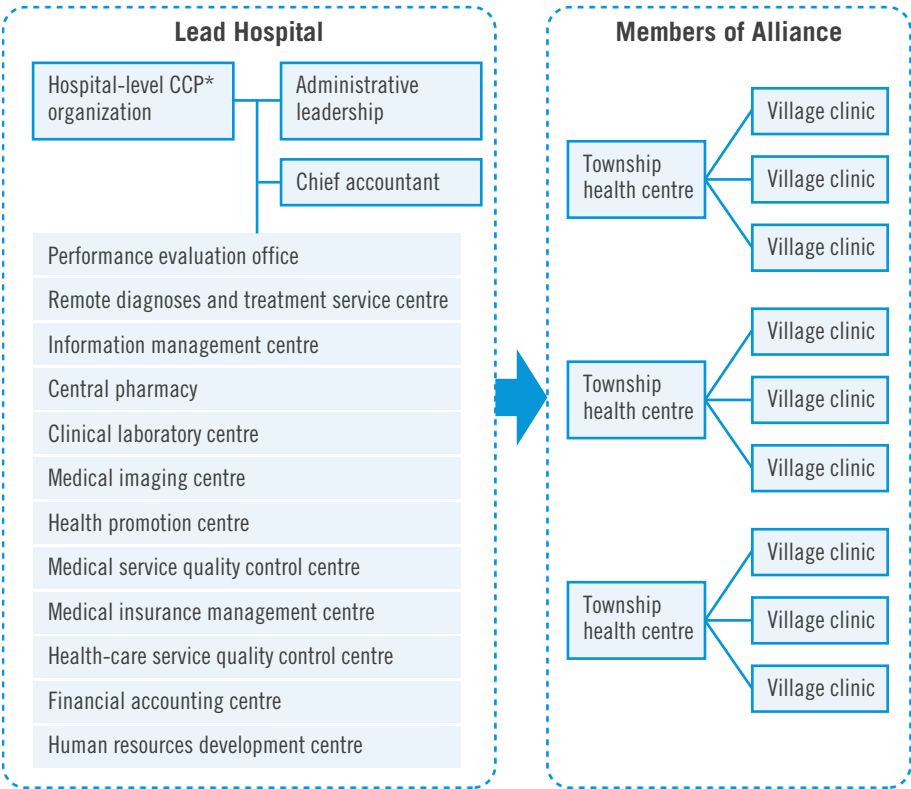 Lead Hospital
Hospital-level CCP*
organization
Administrative
leadership
Chief accountant
Performance evaluation office
Remote diagnoses and treatment service centre
Information management centre
Central pharmacy
Clinical laboratory centre
Medical imaging centre
Health promotion centre
Medical service quality control centre
Medical insurance management centre
Health-care service quality control centre
Financial accounting centre
Human resources development centre
Members of Alliance
Township
health centre
Village clinic
Village clinic
Village clinic
Township
health centre
Village clinic
Village clinic
Village clinic
Township
health centre
Village clinic
Village clinic
Village clinic